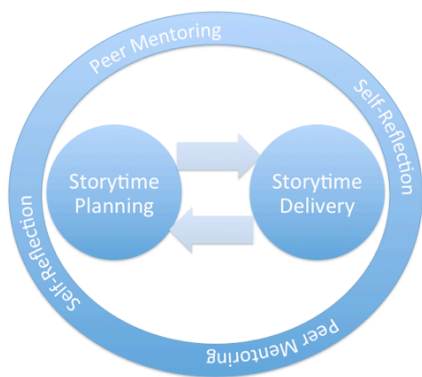 Peer Mentoring
Self-Reflection
Storytime
Planning
Storytime
Delivery
Self-Reflection
Peer Mentoring